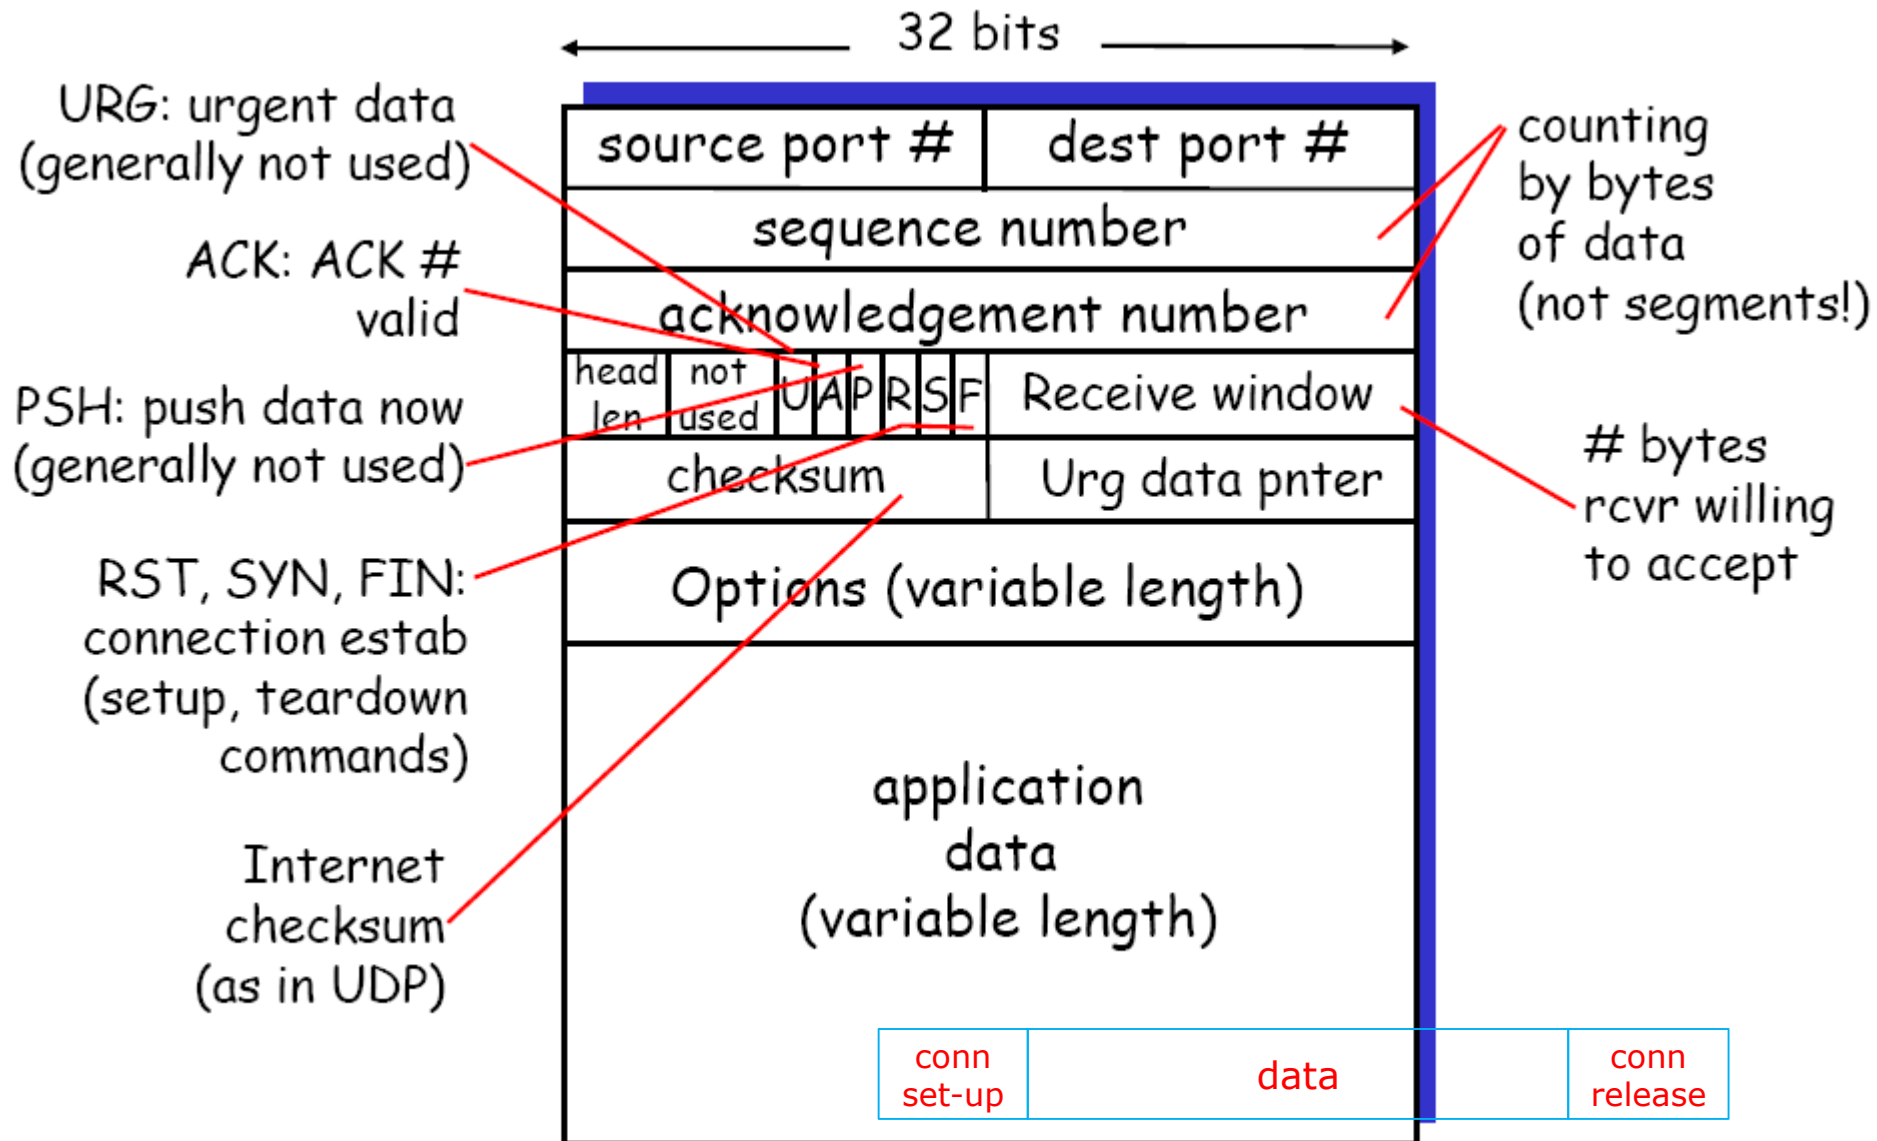 32 bits
URG: urgent data
(generally not used)
ACK: ACK #
valid
PSH: push data now
(generally not used)
RST, SYN, FIN:
connection estab
(setup, teardown
commands)
Internet
checksum
(as in UDP)
source port #
dest port #
sequence number
acknowledgement number
head
len
not
used
U
A
P
R
S
F
Receive window
checksum
Urg data pnter
Options (variable length)
application
data
(variable length)
counting
by bytes
of data
(not segments!)
# bytes
rcvr willing
to accept
conn
set-up
data
conn
release